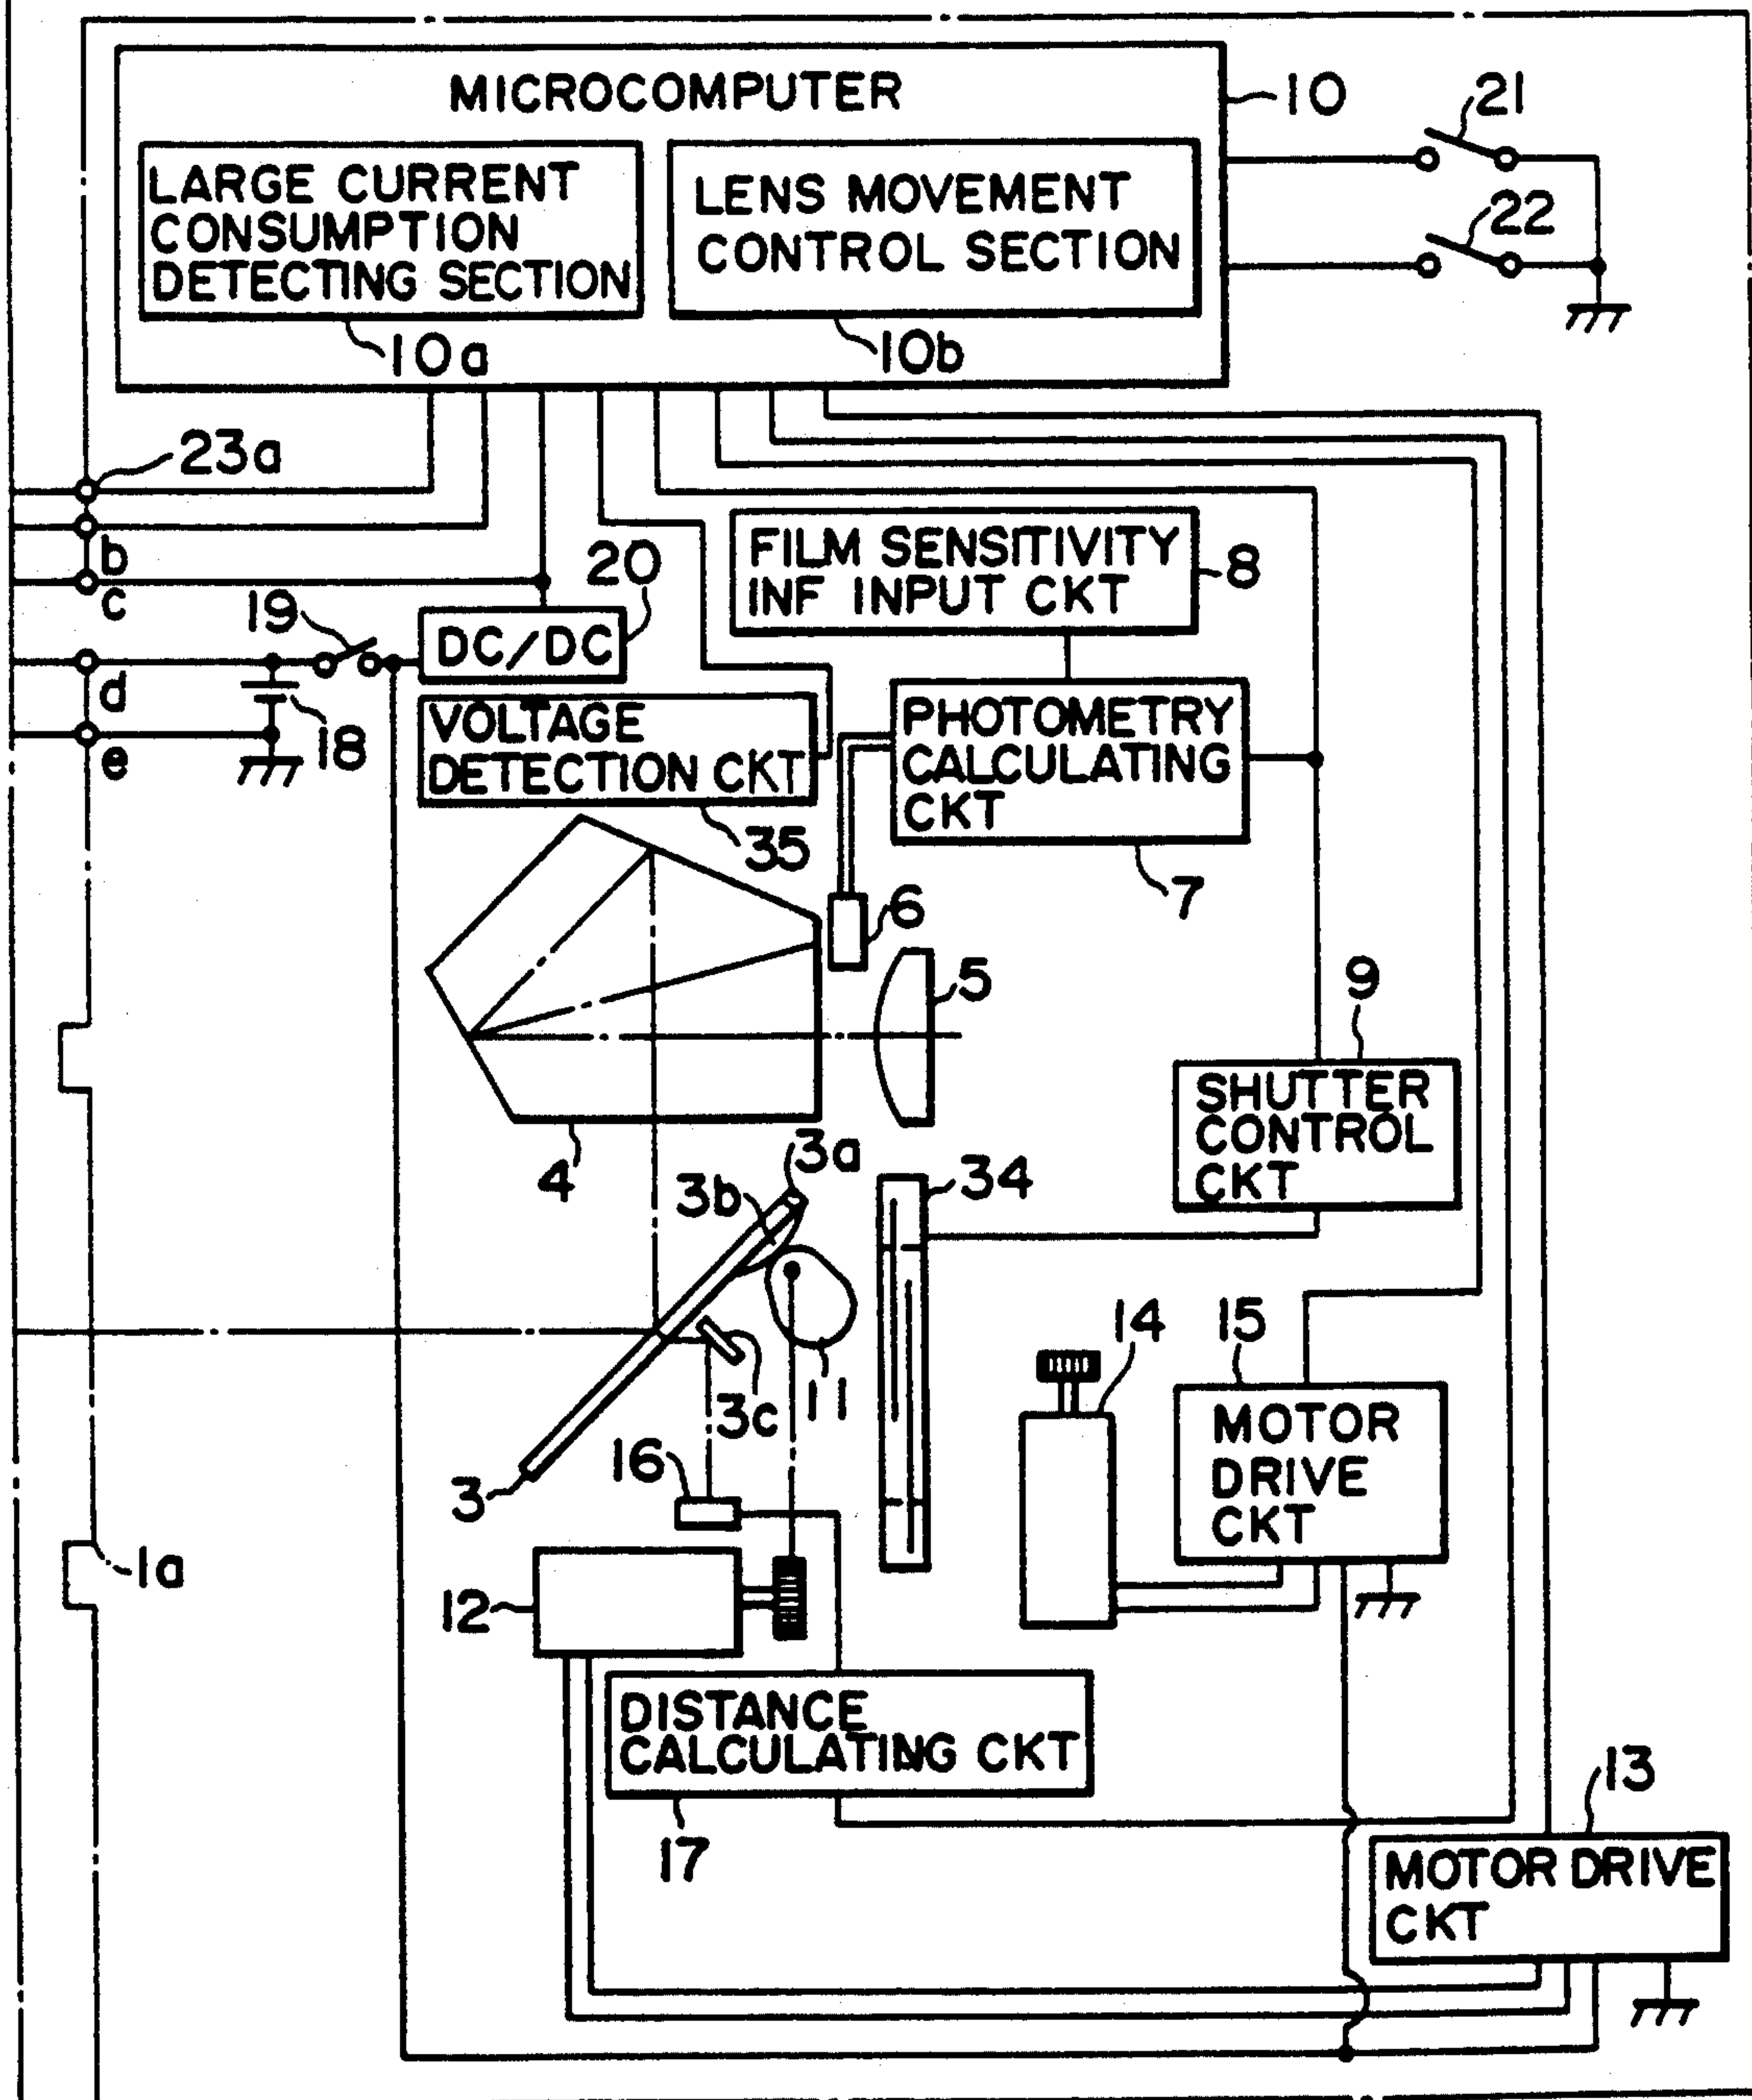 MICROCOMPUTER
10
21
LARGE CURRENT
CONSUMPTION
DETECTING SECTION
LENS MOVEMENT
CONTROL SECTION
22
10a
10b
23a
b
c
d
e
19
20
DC/DC
18
FILM SENSITIVITY
INF INPUT CKT
8
VOLTAGE
DETECTION CKT
35
PHOTOMETRY
CALCULATING
CKT
7
6
5
9
SHUTTER
CONTROL
CKT
4
3a
3b
34
3c
11
14
15
MOTOR
DRIVE
CKT
16
3
1a
12
DISTANCE
CALCULATING CKT
17
13
MOTOR DRIVE
CKT